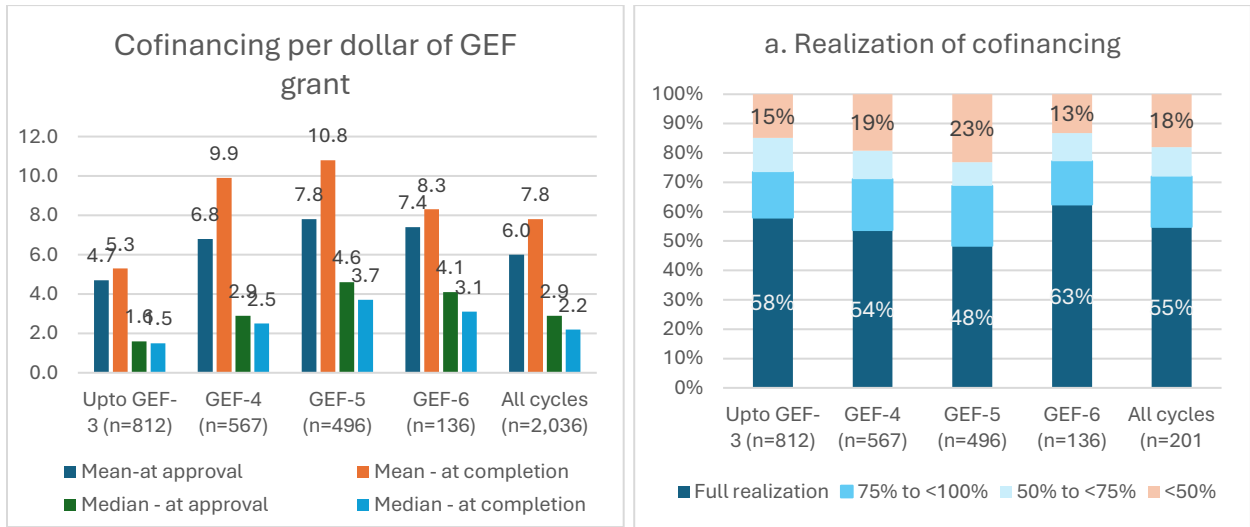 Cofinancing per dollar of GEF
grant
12.0
10.0
8.0
6.0
4.0
2.0
0.0
4.7
5.3
1.6
1.5
6.8
9.9
2.9
2.5
7.8
10.8
4.6
3.7
7.4
8.3
4.1
3.1
6.0
7.8
2.9
2.2
Upto GEF-
3 (n=812)
GEF-4
(n=567)
GEF-5
(n=496)
GEF-6
(n=136)
All cycles
(n=2,036)
Mean-at approval
Mean - at completion
Median - at approval
Median - at completion
a. Realization of cofinancing
100%
90%
80%
70%
60%
50%
40%
30%
20%
10%
0%
15%
19%
23%
13%
18%
58%
54%
48%
63%
55%
Upto GEF-
3 (n=812)
GEF-4
(n=567)
GEF-5
(n=496)
GEF-6
(n=136)
All cycles
(n=201
Full realization
75% to <100%
50% to <75%
<50%